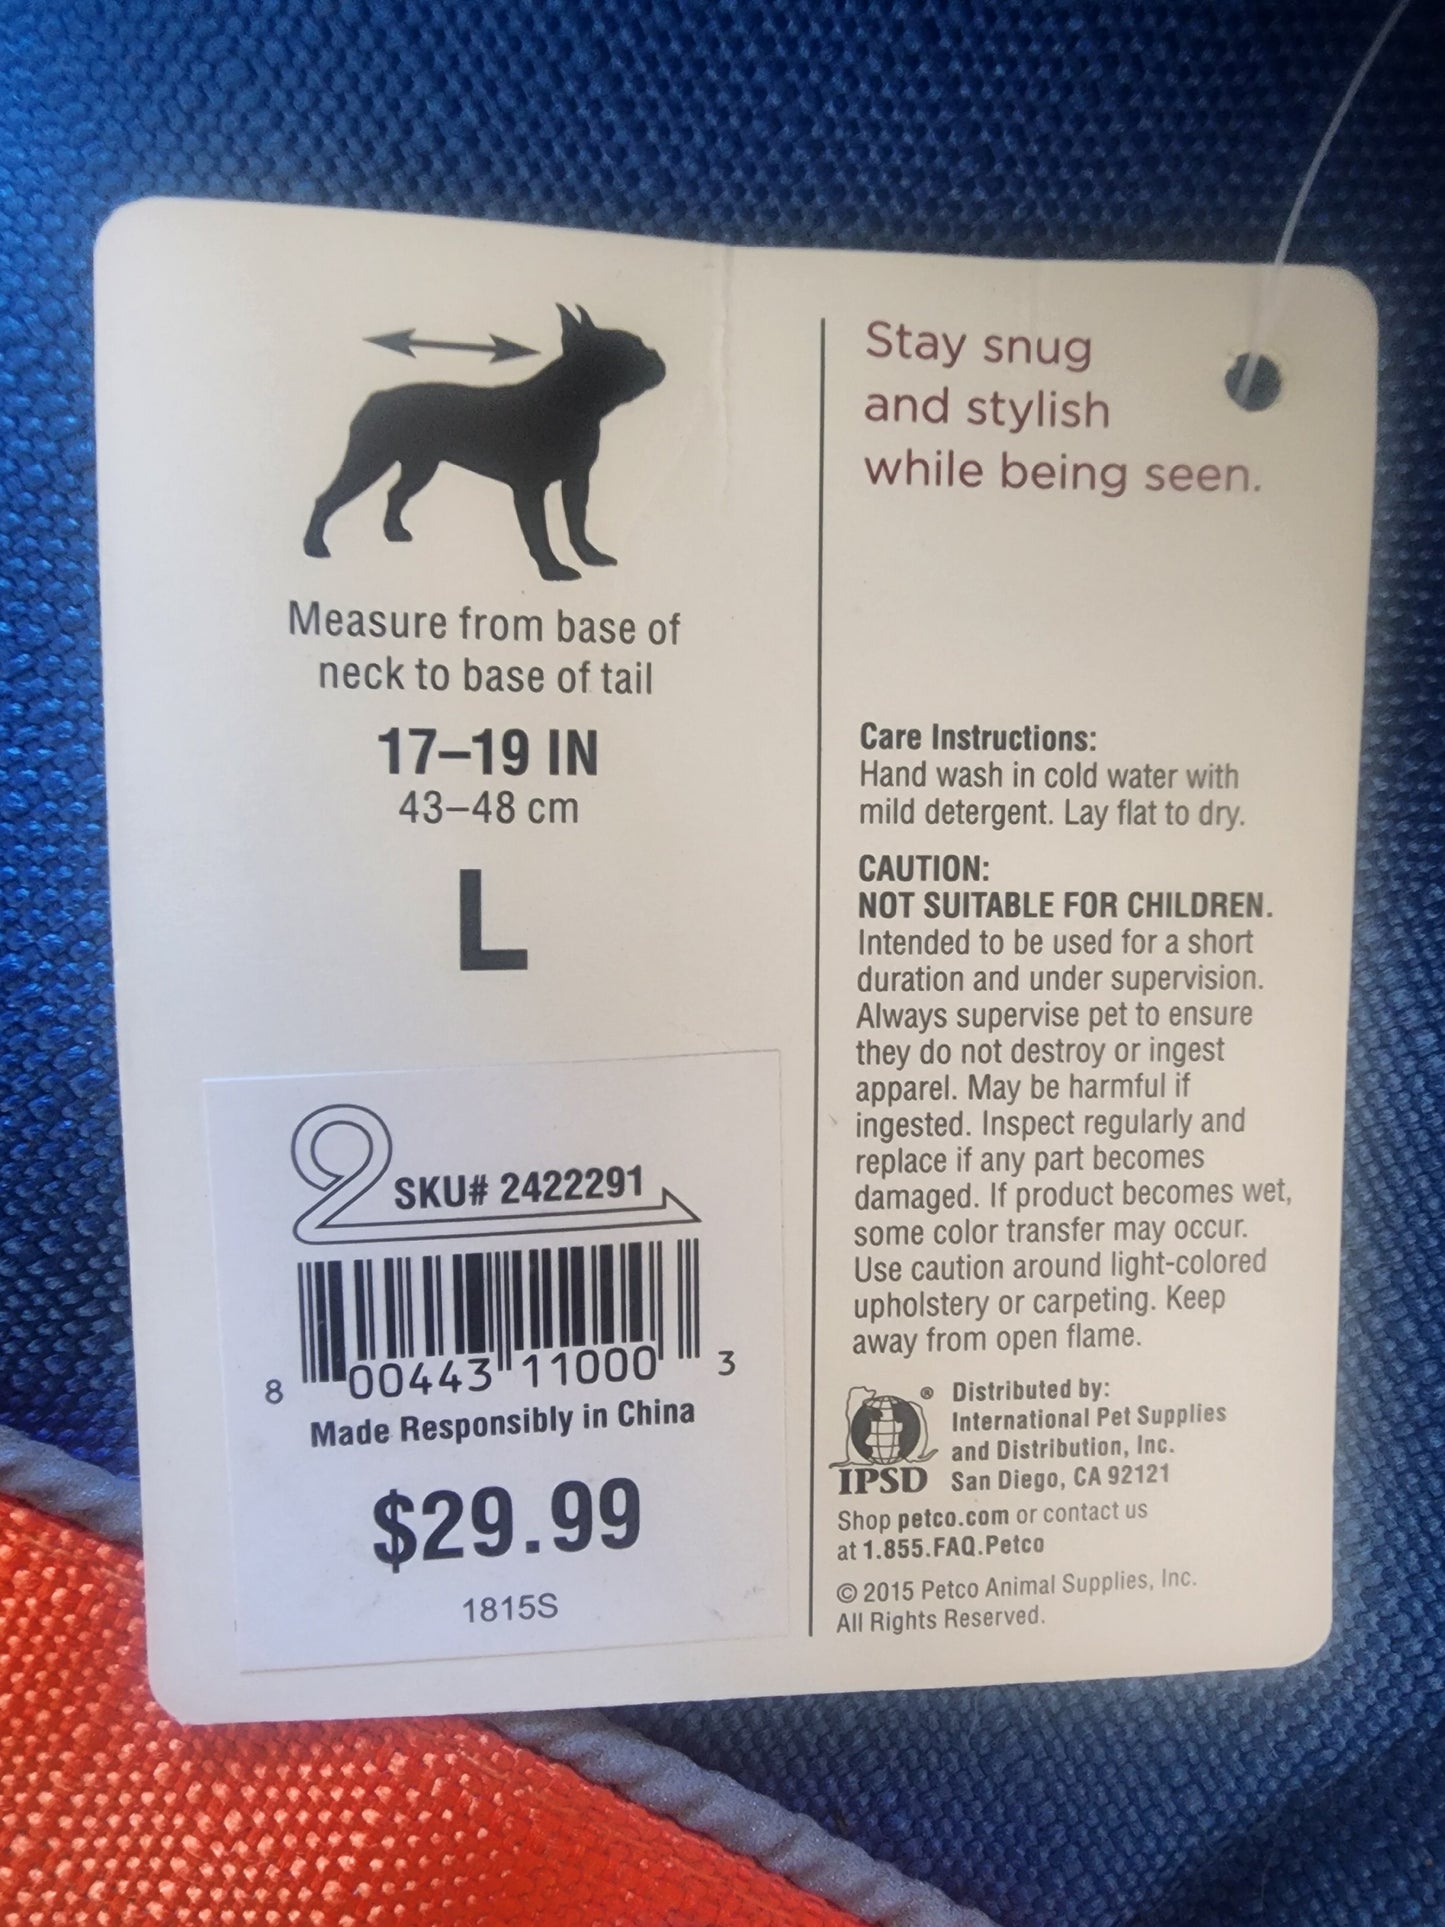 Measure from base of
neck to base of tail
17–19 IN
43–48 cm
L
SKU# 2422291
8 00443 11000 3
Made Responsibly in China
$29.99
1815S
Stay snug
and stylish
while being seen.
Care Instructions:
Hand wash in cold water with
mild detergent. Lay flat to dry.
CAUTION:
NOT SUITABLE FOR CHILDREN.
Intended to be used for a short
duration and under supervision.
Always supervise pet to ensure
they do not destroy or ingest
apparel. May be harmful if
ingested. Inspect regularly and
replace if any part becomes
damaged. If product becomes wet,
some color transfer may occur.
Use caution around light-colored
upholstery or carpeting. Keep
away from open flame.
®
IPSD
Distributed by:
International Pet Supplies
and Distribution, Inc.
San Diego, CA 92121
Shop petco.com or contact us
at 1.855.FAQ.Petco
© 2015 Petco Animal Supplies, Inc.
All Rights Reserved.